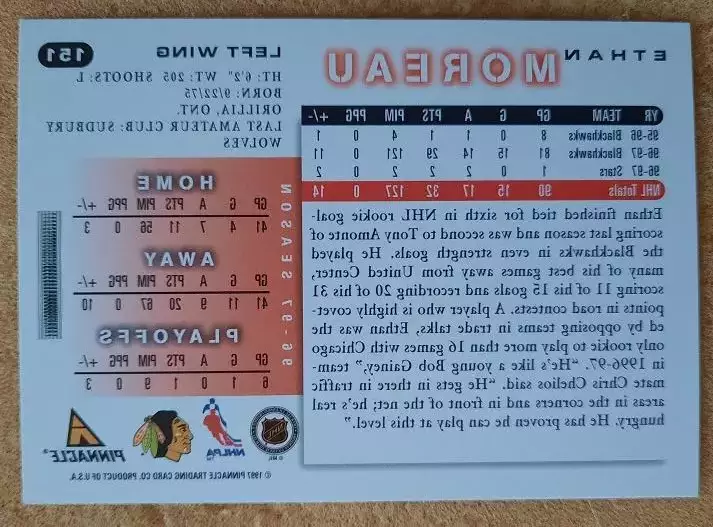 ETHAN
MOREAU
LEFT WING
151
HT: 6'2" WT: 205 SHOOTS: L
BORN: 9/22/75
ORILLIA, ONT.
LAST AMATEUR CLUB: SUDBURY
WOLVES
YR TEAM GP G A PTS PIM PPG +/-
95-96 Blackhawks 8 0 1 1 4 0 1
96-97 Blackhawks 81 15 14 29 121 0 11
96-97 Stars 1 0 2 2 2 0 2
NHL Totals 90 15 17 32 127 0 14
Ethan finished tied for sixth in NHL rookie goal-
scoring last season and was second to Tony Amonte of
the Blackhawks in even strength goals. He played
many of his best games away from United Center,
scoring 11 of his 15 goals and recording 20 of his 31
points in road contests. A player who is highly covet-
ed by opposing teams in trade talks, Ethan was the
only rookie to play more than 16 games with Chicago
in 1996-97. "He's like a young Bob Gainey," team-
mate Chris Chelios said. "He gets in there in traffic
areas in the corners and in front of the net; he's real
hungry. He has proven he can play at this level."
96-97 SEASON
HOME
GP G A PTS PIM PPG +/-
41 4 7 11 56 0 3
AWAY
GP G A PTS PIM PPG +/-
41 11 9 20 67 0 10
PLAYOFFS
GP G A PTS PIM PPG +/-
6 1 0 1 9 0 3
NHL
© NHL
NHLPA
PINNACLE®
© 1997 PINNACLE TRADING CARD CO. PRODUCT OF U.S.A.